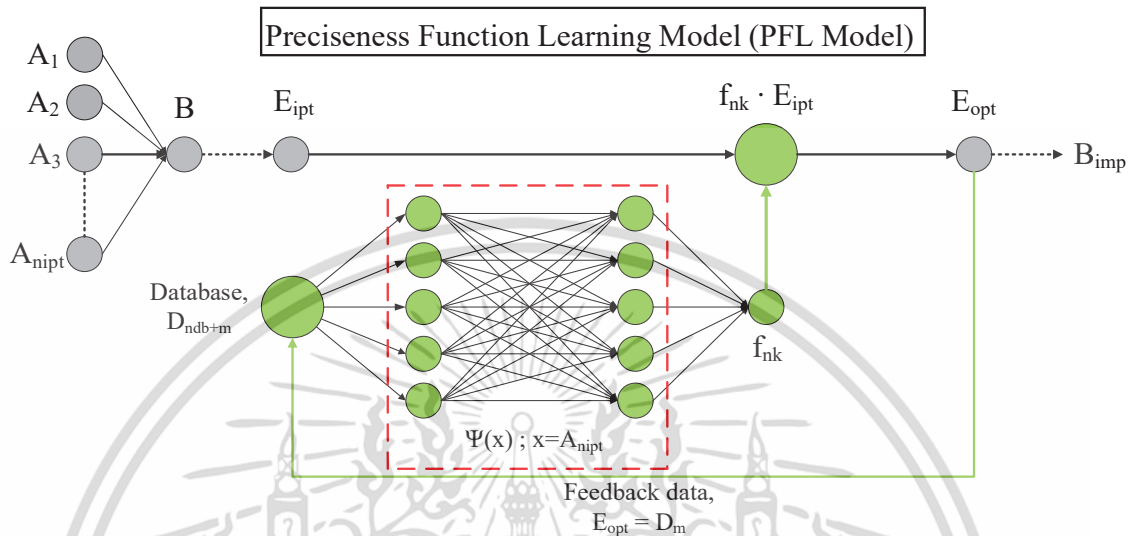 Preciseness Function Learning Model (PFL Model)
A₁
A₂
A₃
Aₙᵢₚₜ
B
Eᵢₚₜ
fₙₖ · Eᵢₚₜ
Eₒₚₜ
Bᵢₘₚ
Database,
D_ndb+m
fₙₖ
Ψ(x) ; x=Aₙᵢₚₜ
Feedback data,
Eₒₚₜ = Dₘ